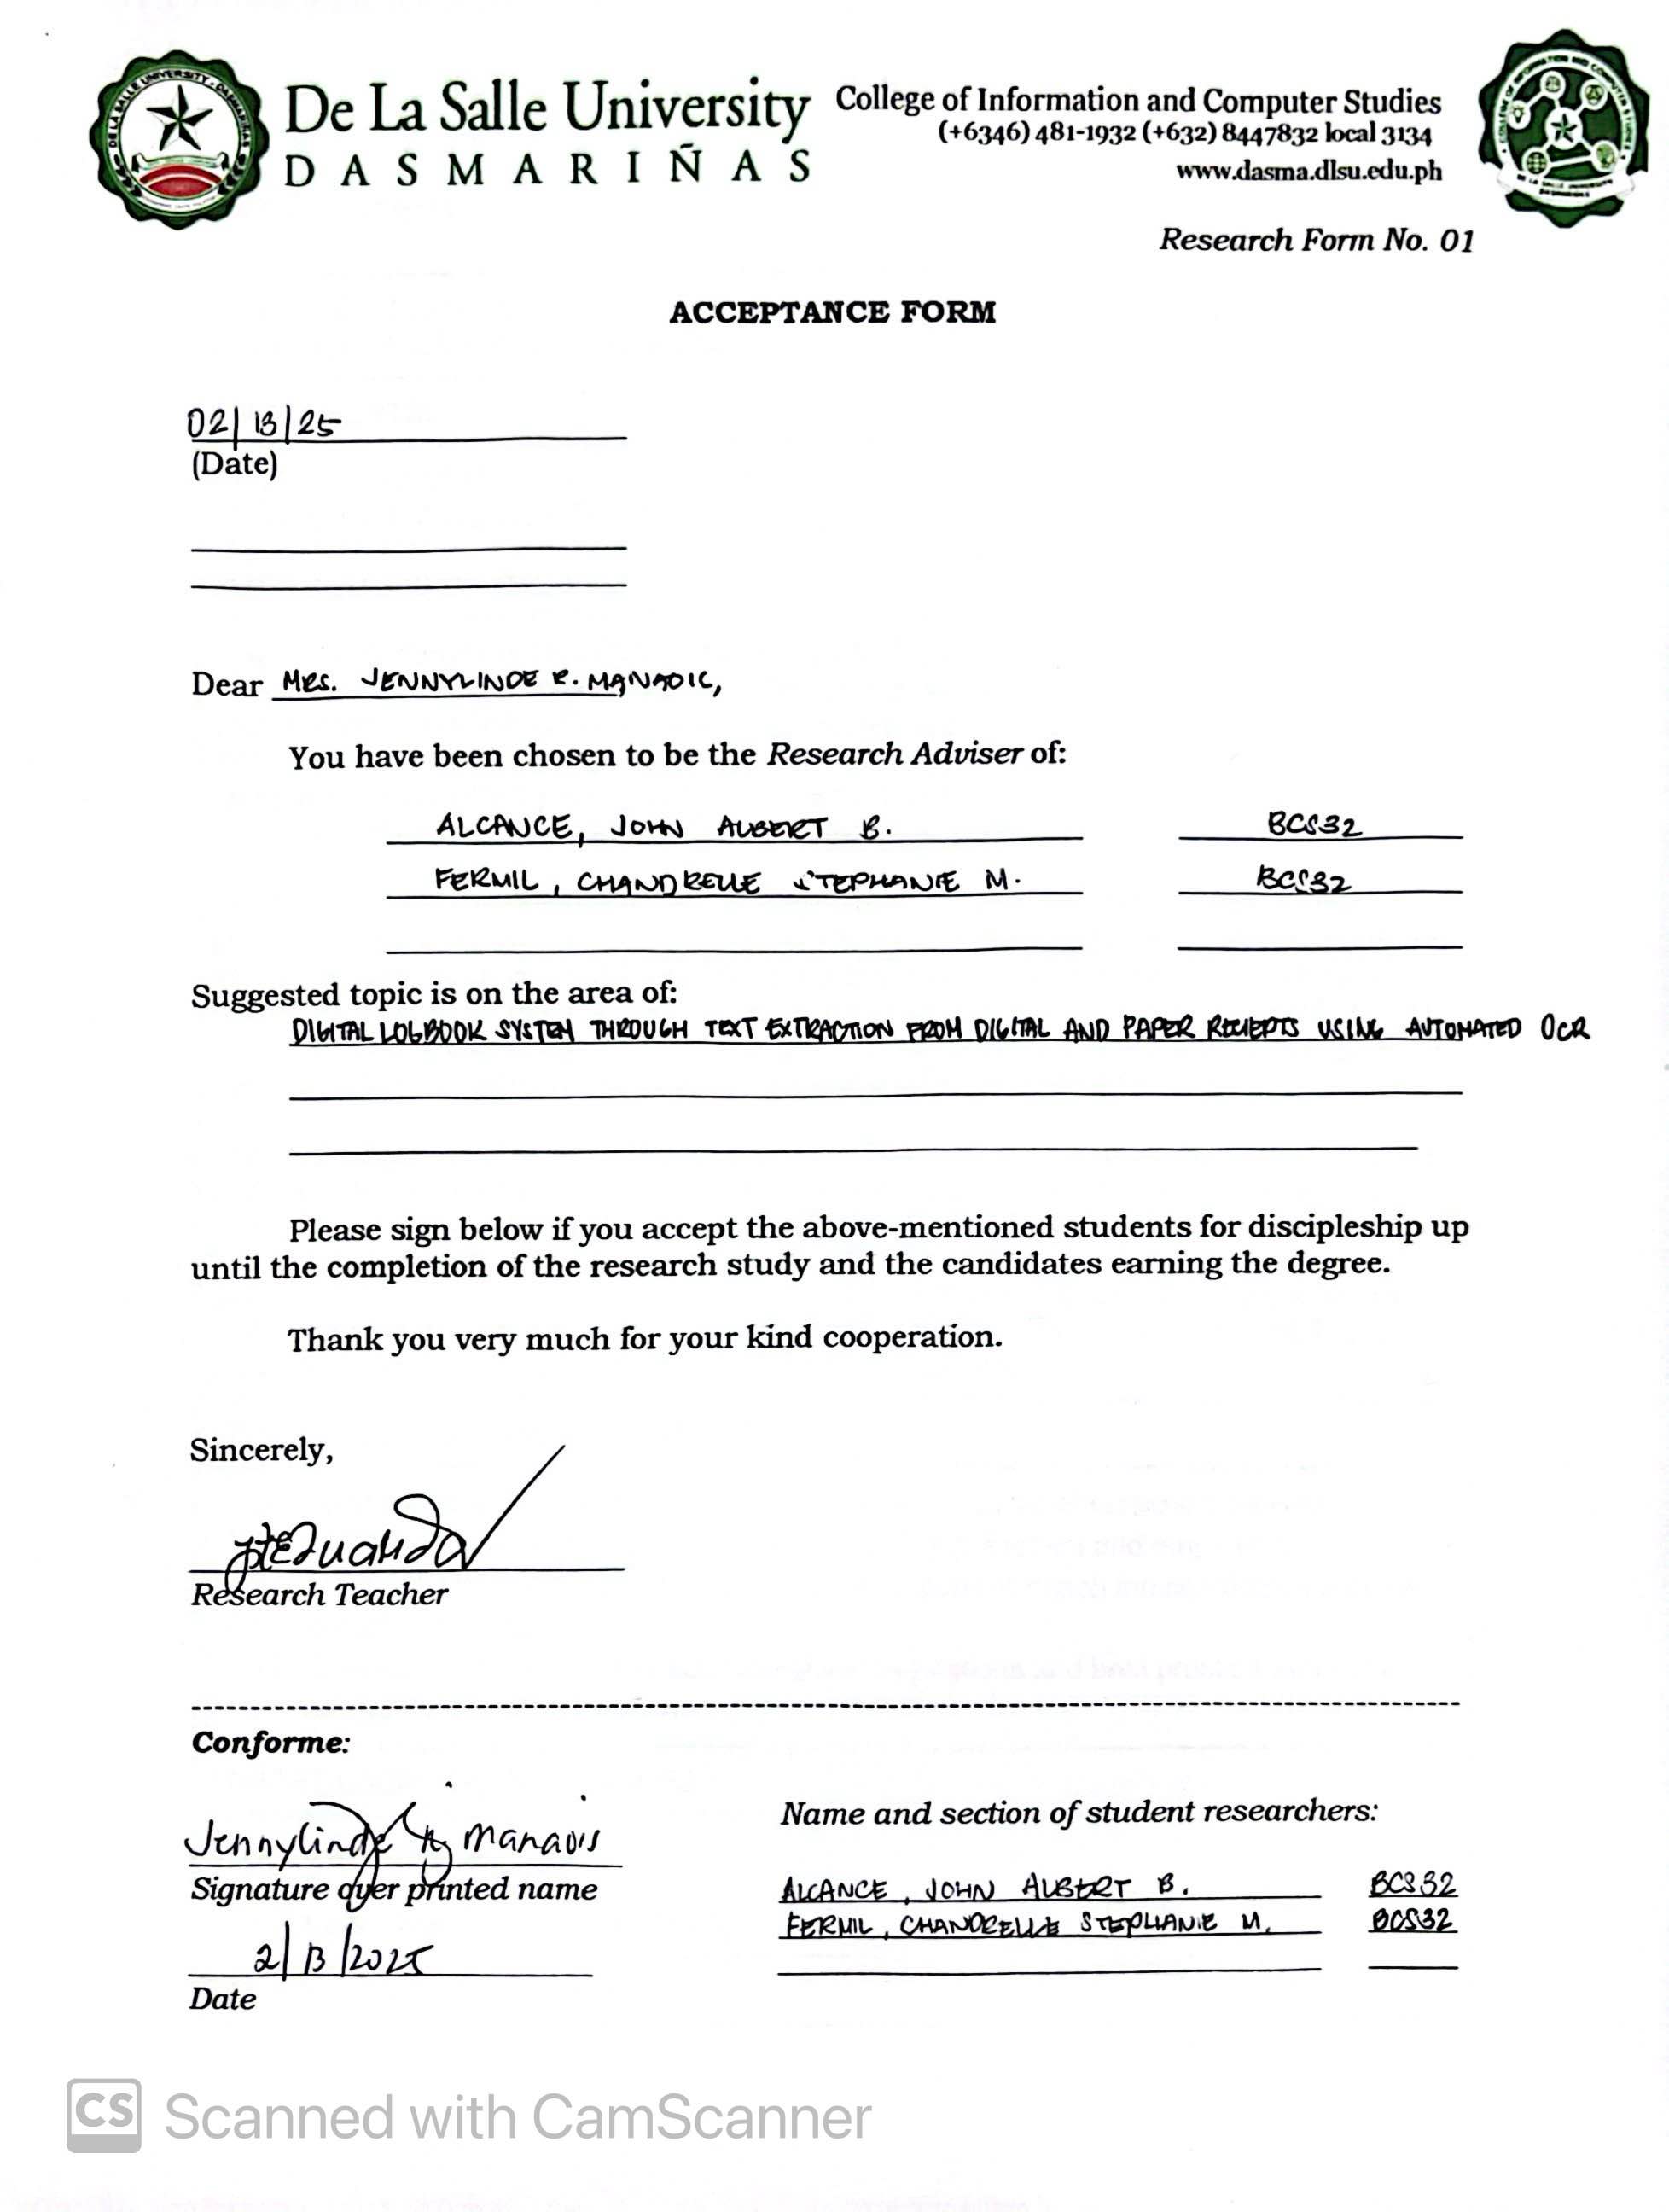 De La Salle University
DASMARIÑAS
College of Information and Computer Studies
(+6346) 481-1932 (+632) 8447832 local 3134
www.dasma.dlsu.edu.ph
Research Form No. 01
ACCEPTANCE FORM
02/13/25
(Date)
Dear MRS. JENNYLINDE R. MANAOIC,
You have been chosen to be the Research Adviser of:
ALCANCE, JOHN ALBERT B. BCS32
FERMIL, CHANDRELLE STEPHANIE M. BCS32
Suggested topic is on the area of:
DIGITAL LOGBOOK SYSTEM THROUGH TEXT EXTRACTION FROM DIGITAL AND PAPER RECIEPTS USING AUTOMATED OCR
Please sign below if you accept the above-mentioned students for discipleship up
until the completion of the research study and the candidates earning the degree.
Thank you very much for your kind cooperation.
Sincerely,
Research Teacher
Conforme:
Jennylinde
Signature over printed name
2/13/2025
Date
Name and section of student researchers:
ALCANCE, JOHN ALBERT B. BCS32
FERMIL, CHANDRELLE STEPHANIE M. BCS32
CS Scanned with CamScanner